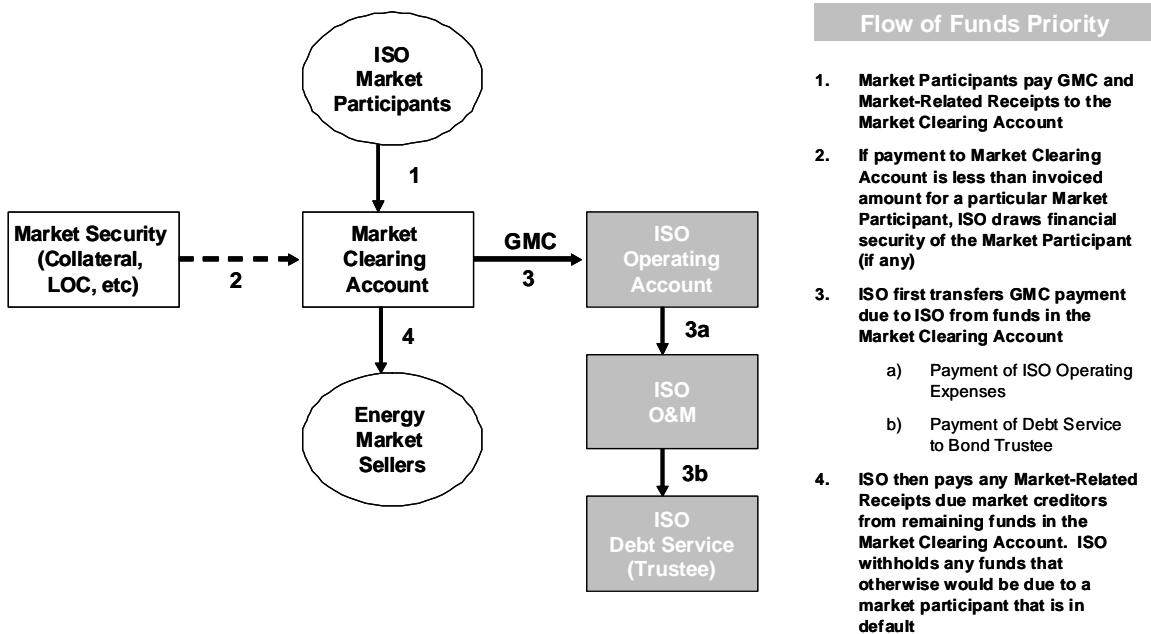 ISO
Market
Participants
1
Market Security
(Collateral,
LOC, etc)
2
Market
Clearing
Account
GMC
3
ISO
Operating
Account
4
3a
Energy
Market
Sellers
ISO
O&M
3b
ISO
Debt Service
(Trustee)
Flow of Funds Priority
1. Market Participants pay GMC and
Market-Related Receipts to the
Market Clearing Account
2. If payment to Market Clearing
Account is less than invoiced
amount for a particular Market
Participant, ISO draws financial
security of the Market Participant
(if any)
3. ISO first transfers GMC payment
due to ISO from funds in the
Market Clearing Account
a) Payment of ISO Operating
Expenses
b) Payment of Debt Service
to Bond Trustee
4. ISO then pays any Market-Related
Receipts due market creditors
from remaining funds in the
Market Clearing Account. ISO
withholds any funds that
otherwise would be due to a
market participant that is in
default